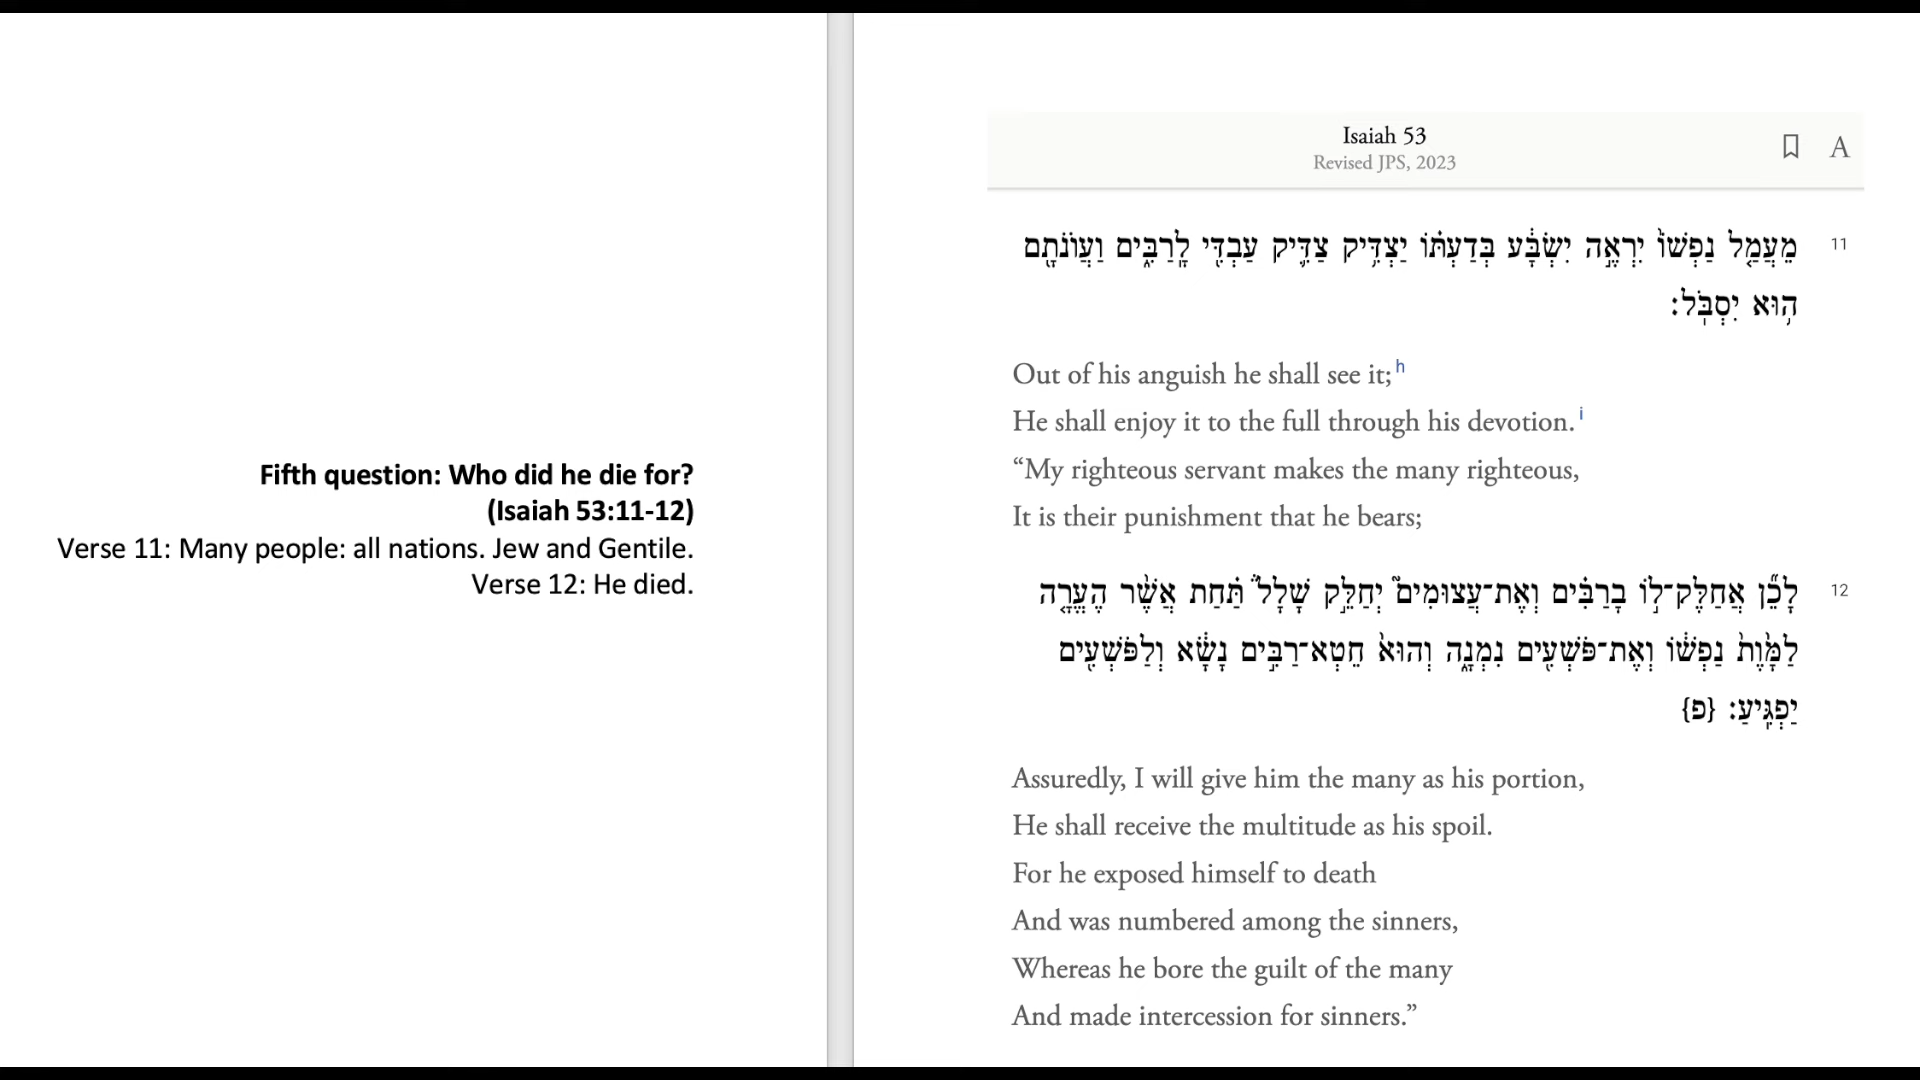 Fifth question: Who did he die for?
(Isaiah 53:11-12)
Verse 11: Many people: all nations. Jew and Gentile.
Verse 12: He died.
Isaiah 53
Revised JPS, 2023
A
11
מֵעֲמַ֤ל נַפְשׁוֹ֙ יִרְאֶ֣ה יִשְׂבָּ֔ע בְּדַעְתּ֗וֹ יַצְדִּ֥יק צַדִּ֛יק עַבְדִּ֖י לָֽרַבִּ֑ים וַעֲוֺנֹתָ֖ם
ה֥וּא יִסְבֹּֽל׃
Out of his anguish he shall see it; h
He shall enjoy it to the full through his devotion. i
“My righteous servant makes the many righteous,
It is their punishment that he bears;
12
לָכֵ֞ן אֲחַלֶּק־ל֣וֹ בָרַבִּ֗ים וְאֶת־עֲצוּמִים֮ יְחַלֵּ֣ק שָׁלָל֒ תַּ֗חַת אֲשֶׁ֨ר הֶעֱרָ֤ה
לַמָּ֙וֶת֙ נַפְשׁ֔וֹ וְאֶת־פֹּשְׁעִ֖ים נִמְנָ֑ה וְהוּא֙ חֵטְא־רַבִּ֣ים נָשָׂ֔א וְלַפֹּשְׁעִ֖ים
יַפְגִּֽיעַ׃ {פ}
Assuredly, I will give him the many as his portion,
He shall receive the multitude as his spoil.
For he exposed himself to death
And was numbered among the sinners,
Whereas he bore the guilt of the many
And made intercession for sinners.”